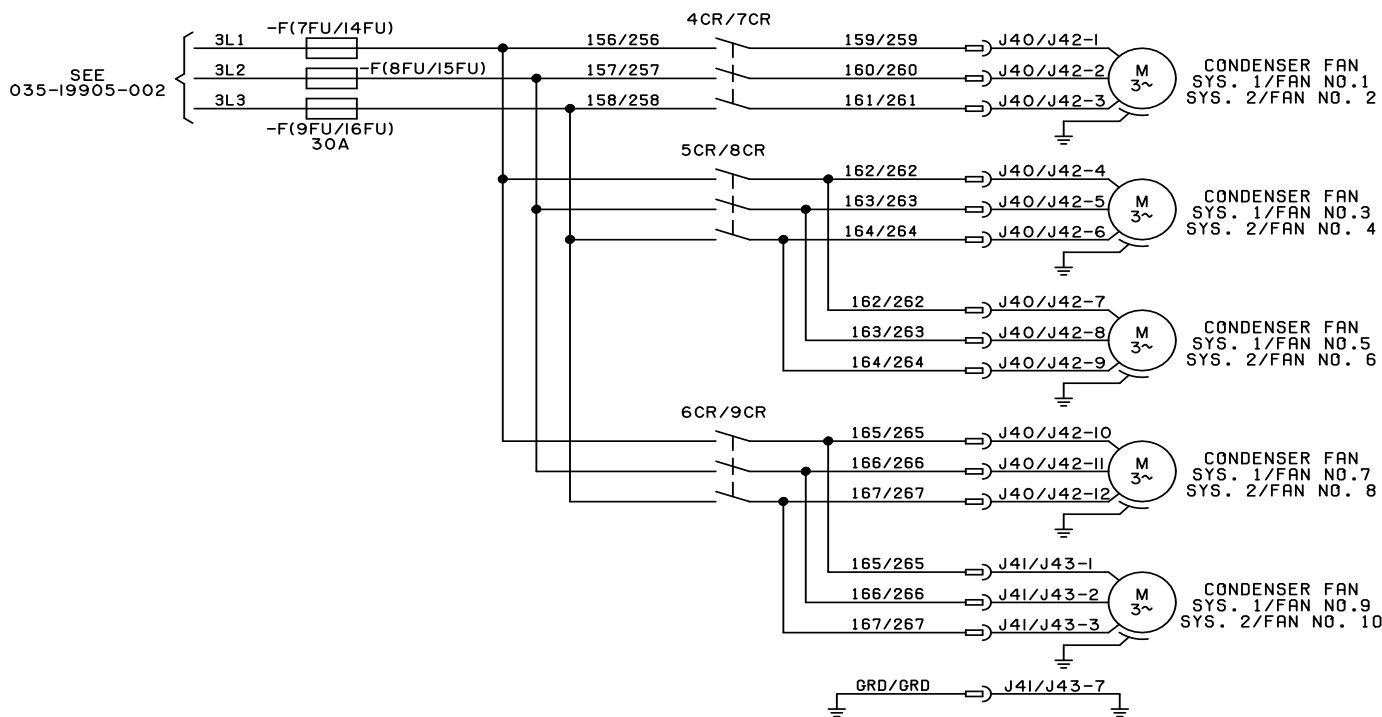 4CR/7CR
-F(7FU/14FU)
3L1
156/256
159/259
J40/J42-1
SEE
035-19905-002
3L2
-F(8FU/15FU)
157/257
160/260
J40/J42-2
M
3~
CONDENSER FAN
SYS. 1/FAN NO.1
SYS. 2/FAN NO. 2
3L3
158/258
161/261
J40/J42-3
-F(9FU/16FU)
30A
5CR/8CR
162/262
J40/J42-4
163/263
J40/J42-5
M
3~
CONDENSER FAN
SYS. 1/FAN NO.3
SYS. 2/FAN NO. 4
164/264
J40/J42-6
162/262
J40/J42-7
163/263
J40/J42-8
M
3~
CONDENSER FAN
SYS. 1/FAN NO.5
SYS. 2/FAN NO. 6
164/264
J40/J42-9
6CR/9CR
165/265
J40/J42-10
166/266
J40/J42-11
M
3~
CONDENSER FAN
SYS. 1/FAN NO.7
SYS. 2/FAN NO. 8
167/267
J40/J42-12
165/265
J41/J43-1
166/266
J41/J43-2
M
3~
CONDENSER FAN
SYS. 1/FAN NO.9
SYS. 2/FAN NO. 10
167/267
J41/J43-3
GRD/GRD
J41/J43-7